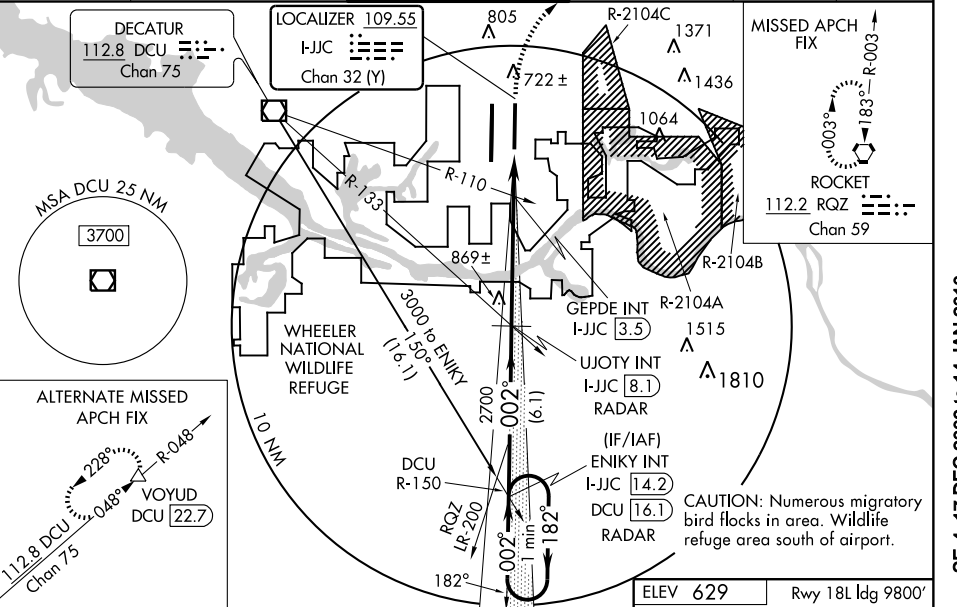 DECATUR
112.8 DCU
Chan 75
LOCALIZER 109.55
I-JJC
Chan 32 (Y)
805
722 ±
R-2104C
1371
1436
1064
MISSED APCH
FIX
R-003
183°
003°
ROCKET
112.2 RQZ
Chan 59
MSA DCU 25 NM
3700
R-133
R-110
869 ±
R-2104B
R-2104A
GEPDE INT
I-JJC 3.5
1515
1810
UJOTY INT
I-JJC 8.1
RADAR
WHEELER
NATIONAL
WILDLIFE
REFUGE
3000 to ENIKY
150°
(16.1)
2700
002°
(6.1)
10 NM
ALTERNATE MISSED
APCH FIX
R-048
228°
048°
VOYUD
DCU 22.7
112.8 DCU
Chan 75
DCU
R-150
RQZ
LR-200
(IF/IAF)
ENIKY INT
I-JJC 14.2
DCU 16.1
RADAR
002°
1 min
182°
182°
CAUTION: Numerous migratory
bird flocks in area. Wildlife
refuge area south of airport.
ELEV 629
Rwy 18L ldg 9800'